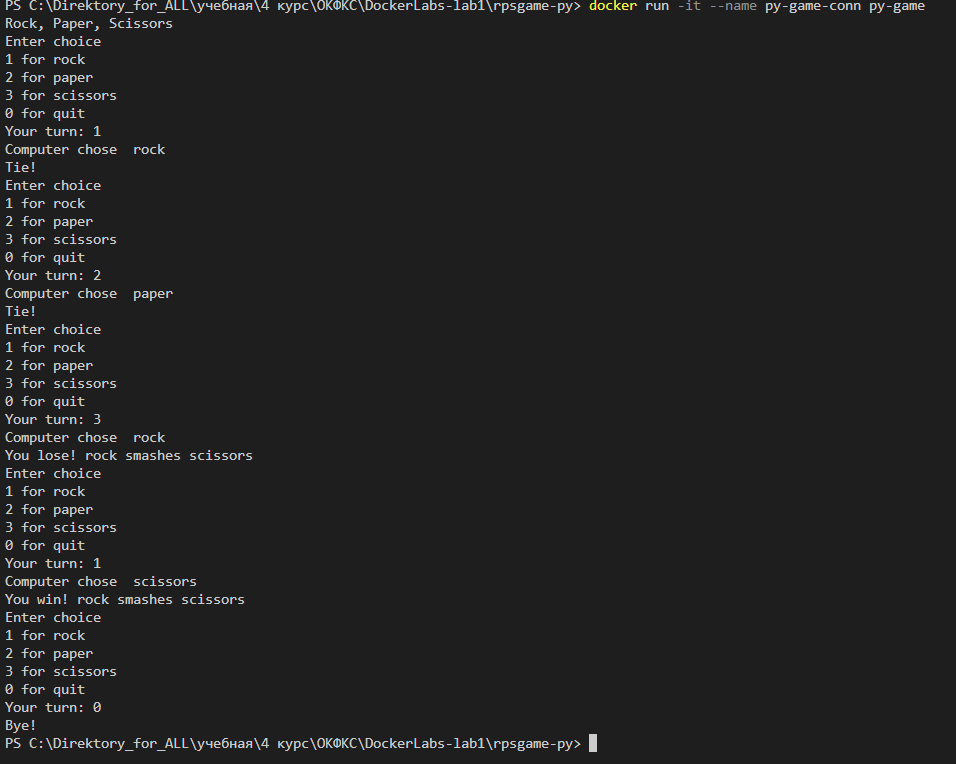 PS C:\Direktory_for_ALL\учебная\4 курс\ОКФКС\DockerLabs-lab1\rpsgame-py> docker run -it --name py-game-conn py-game
Rock, Paper, Scissors
Enter choice
1 for rock
2 for paper
3 for scissors
0 for quit
Your turn: 1
Computer chose  rock
Tie!
Enter choice
1 for rock
2 for paper
3 for scissors
0 for quit
Your turn: 2
Computer chose  paper
Tie!
Enter choice
1 for rock
2 for paper
3 for scissors
0 for quit
Your turn: 3
Computer chose  rock
You lose! rock smashes scissors
Enter choice
1 for rock
2 for paper
3 for scissors
0 for quit
Your turn: 1
Computer chose  scissors
You win! rock smashes scissors
Enter choice
1 for rock
2 for paper
3 for scissors
0 for quit
Your turn: 0
Bye!
PS C:\Direktory_for_ALL\учебная\4 курс\ОКФКС\DockerLabs-lab1\rpsgame-py>